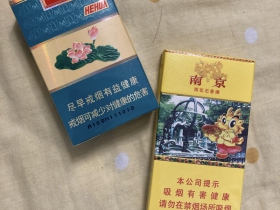 HEHUA
尽早戒烟有益健康
戒烟可减少对健康的危害
南京
本公司提示
吸烟有害健康
请勿在禁烟场所吸烟